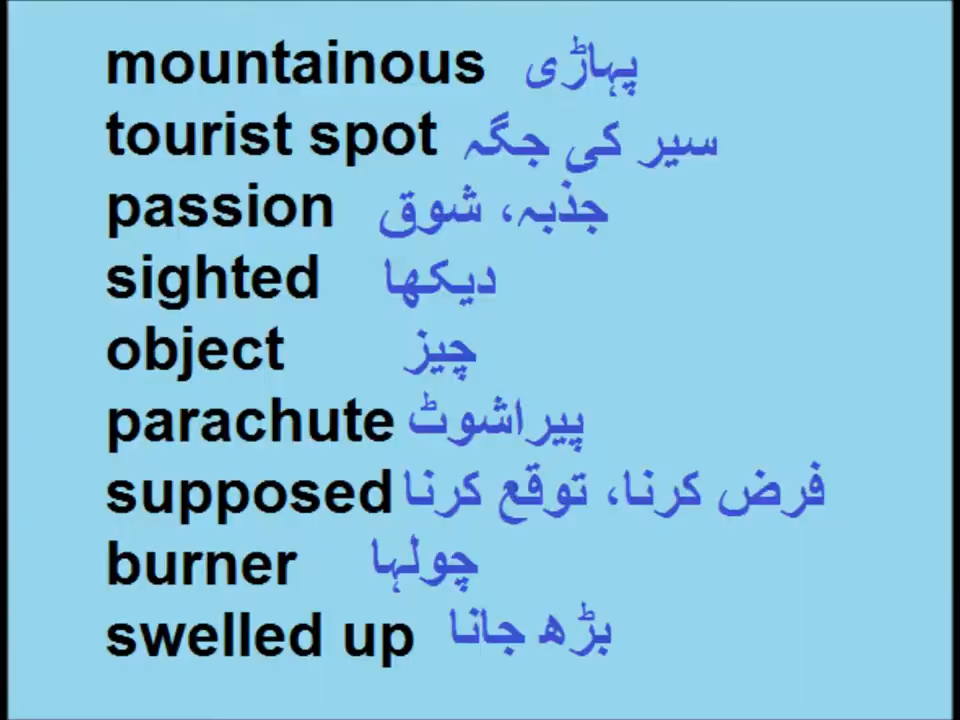 mountainous پہاڑی
tourist spot سیر کی جگہ
passion جذبہ، شوق
sighted دیکھا
object چیز
parachute پیراشوٹ
supposed فرض کرنا، توقع کرنا
burner چولہا
swelled up بڑھ جانا